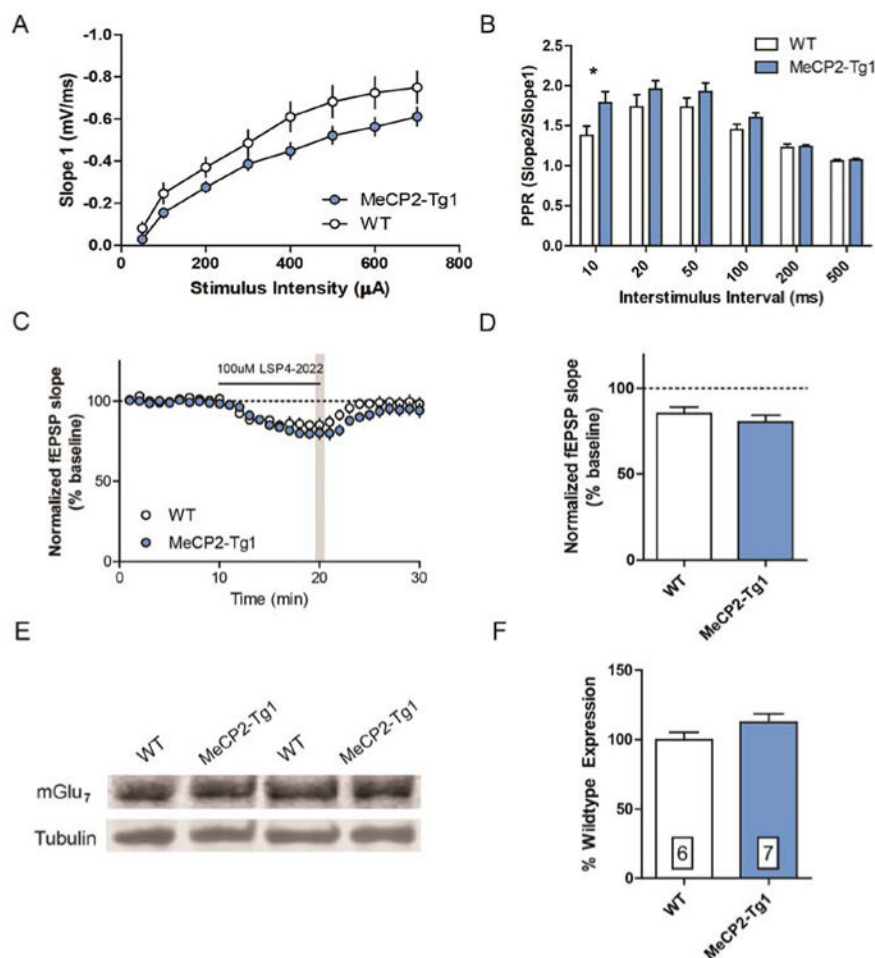 A
Slope 1 (mV/ms)
-1.0
-0.8
-0.6
-0.4
-0.2
0.0
0
200
400
600
800
MeCP2-Tg1
WT
Stimulus Intensity (µA)
B
PPR (Slope2/Slope1)
2.5
2.0
1.5
1.0
0.5
0.0
*
WT
MeCP2-Tg1
10
20
50
100
200
500
Interstimulus Interval (ms)
C
Normalized fEPSP slope
(% baseline)
100
50
0
100uM LSP4-2022
WT
MeCP2-Tg1
0
10
20
30
Time (min)
D
Normalized fEPSP slope
(% baseline)
100
50
0
WT
MeCP2-Tg1
E
WT
MeCP2-Tg1
WT
MeCP2-Tg1
mGlu₇
Tubulin
F
% Wildtype Expression
150
100
50
0
6
7
WT
MeCP2-Tg1